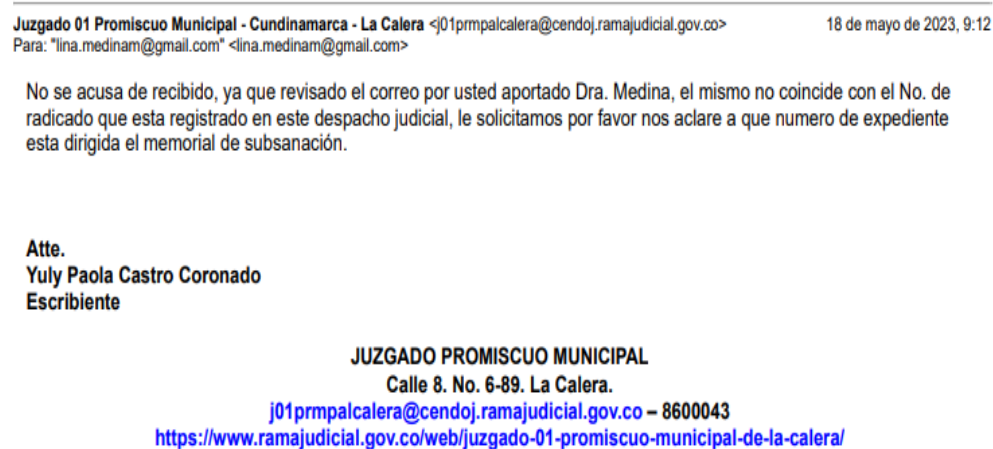 Juzgado 01 Promiscuo Municipal - Cundinamarca - La Calera <j01prmpalcalera@cendoj.ramajudicial.gov.co> 18 de mayo de 2023, 9:12
Para: "lina.medinam@gmail.com" <lina.medinam@gmail.com>
No se acusa de recibido, ya que revisado el correo por usted aportado Dra. Medina, el mismo no coincide con el No. de
radicado que esta registrado en este despacho judicial, le solicitamos por favor nos aclare a que numero de expediente
esta dirigida el memorial de subsanación.
Atte.
Yuly Paola Castro Coronado
Escribiente
JUZGADO PROMISCUO MUNICIPAL
Calle 8. No. 6-89. La Calera.
j01prmpalcalera@cendoj.ramajudicial.gov.co – 8600043
https://www.ramajudicial.gov.co/web/juzgado-01-promiscuo-municipal-de-la-calera/